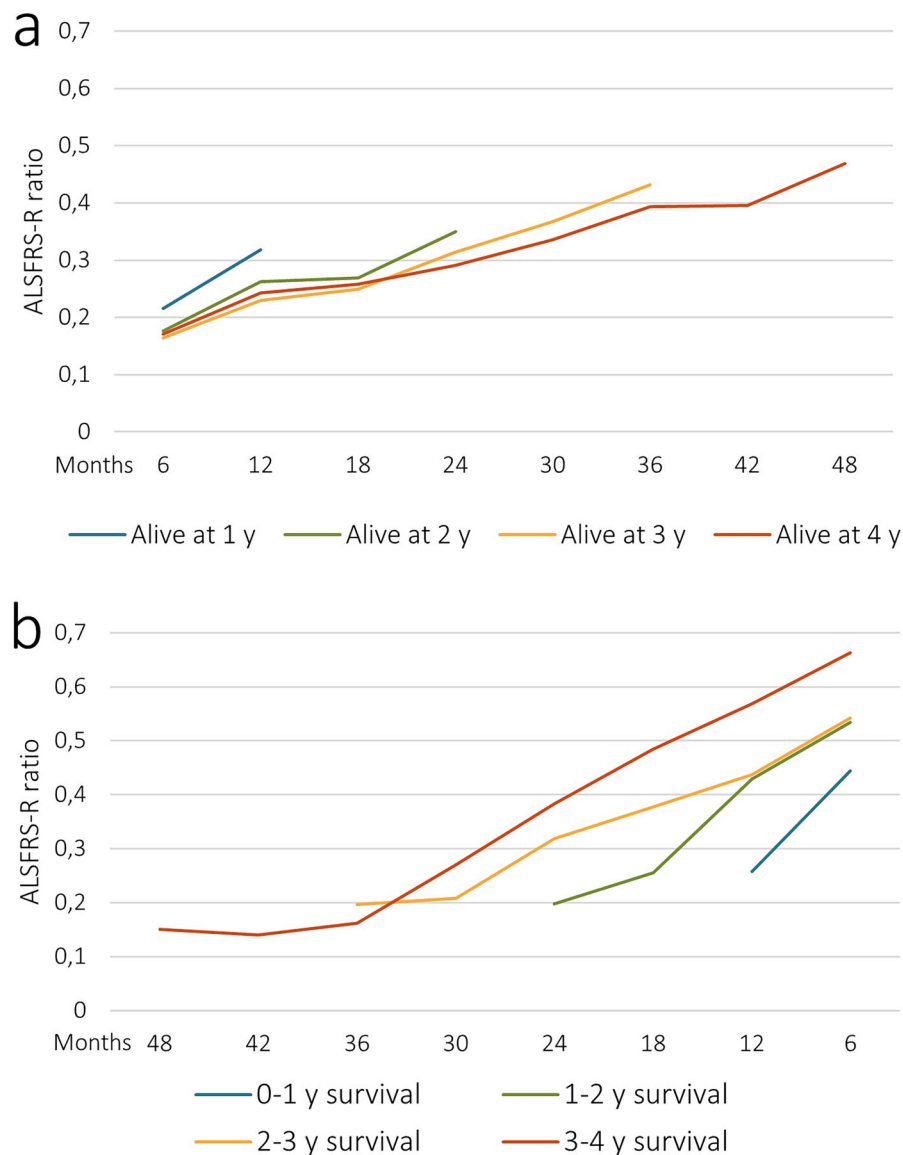 a
0,7
0,6
0,5
0,4
0,3
0,2
0,1
0
ALSFRS-R ratio
Months 6 12 18 24 30 36 42 48
Alive at 1 y Alive at 2 y Alive at 3 y Alive at 4 y
b
0,7
0,6
0,5
0,4
0,3
0,2
0,1
0
ALSFRS-R ratio
Months 48 42 36 30 24 18 12 6
0-1 y survival 1-2 y survival
2-3 y survival 3-4 y survival